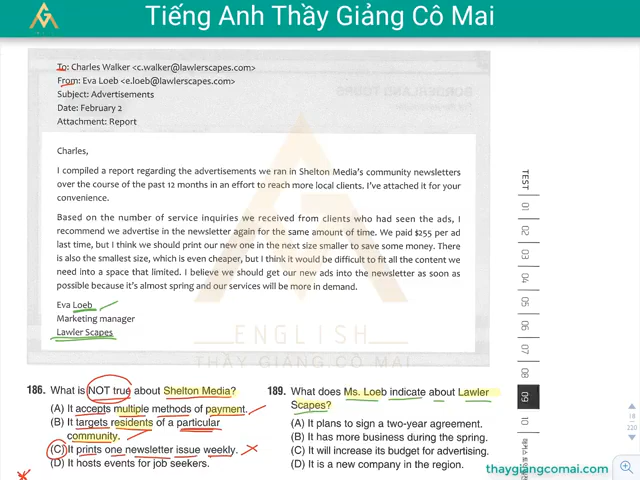 Tiếng Anh Thầy Giảng Cô Mai
To: Charles Walker <c.walker@lawlerscapes.com>
From: Eva Loeb <e.loeb@lawlerscapes.com>
Subject: Advertisements
Date: February 2
Attachment: Report
Charles,
I compiled a report regarding the advertisements we ran in Shelton Media's community newsletters
over the course of the past 12 months in an effort to reach more local clients. I've attached it for your
convenience.
Based on the number of service inquiries we received from clients who had seen the ads, I
recommend we advertise in the newsletter again for the same amount of time. We paid $255 per ad
last time, but I think we should print our new one in the next size smaller to save some money. There
is also the smallest size, which is even cheaper, but I think it would be difficult to fit all the content we
need into a space that limited. I believe we should get our new ads into the newsletter as soon as
possible because it's almost spring and our services will be more in demand.
Eva Loeb
Marketing manager
Lawler Scapes
ENGLISH
THẦY GIẢNG CÔ MAI
186. What is NOT true about Shelton Media?
(A) It accepts multiple methods of payment.
(B) It targets residents of a particular
community.
(C) It prints one newsletter issue weekly.
(D) It hosts events for job seekers.
189. What does Ms. Loeb indicate about Lawler
Scapes?
(A) It plans to sign a two-year agreement.
(B) It has more business during the spring.
(C) It will increase its budget for advertising.
(D) It is a new company in the region.
TEST
01
02
03
04
05
06
07
08
09
10
220
thaygiangcomai.com